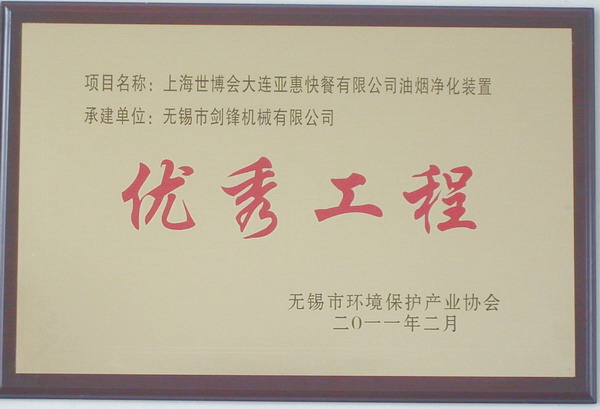 项目名称：上海世博会大连亚惠快餐有限公司油烟净化装置
承建单位：无锡市剑锋机械有限公司
优秀工程
无锡市环境保护产业协会
二〇一一年二月